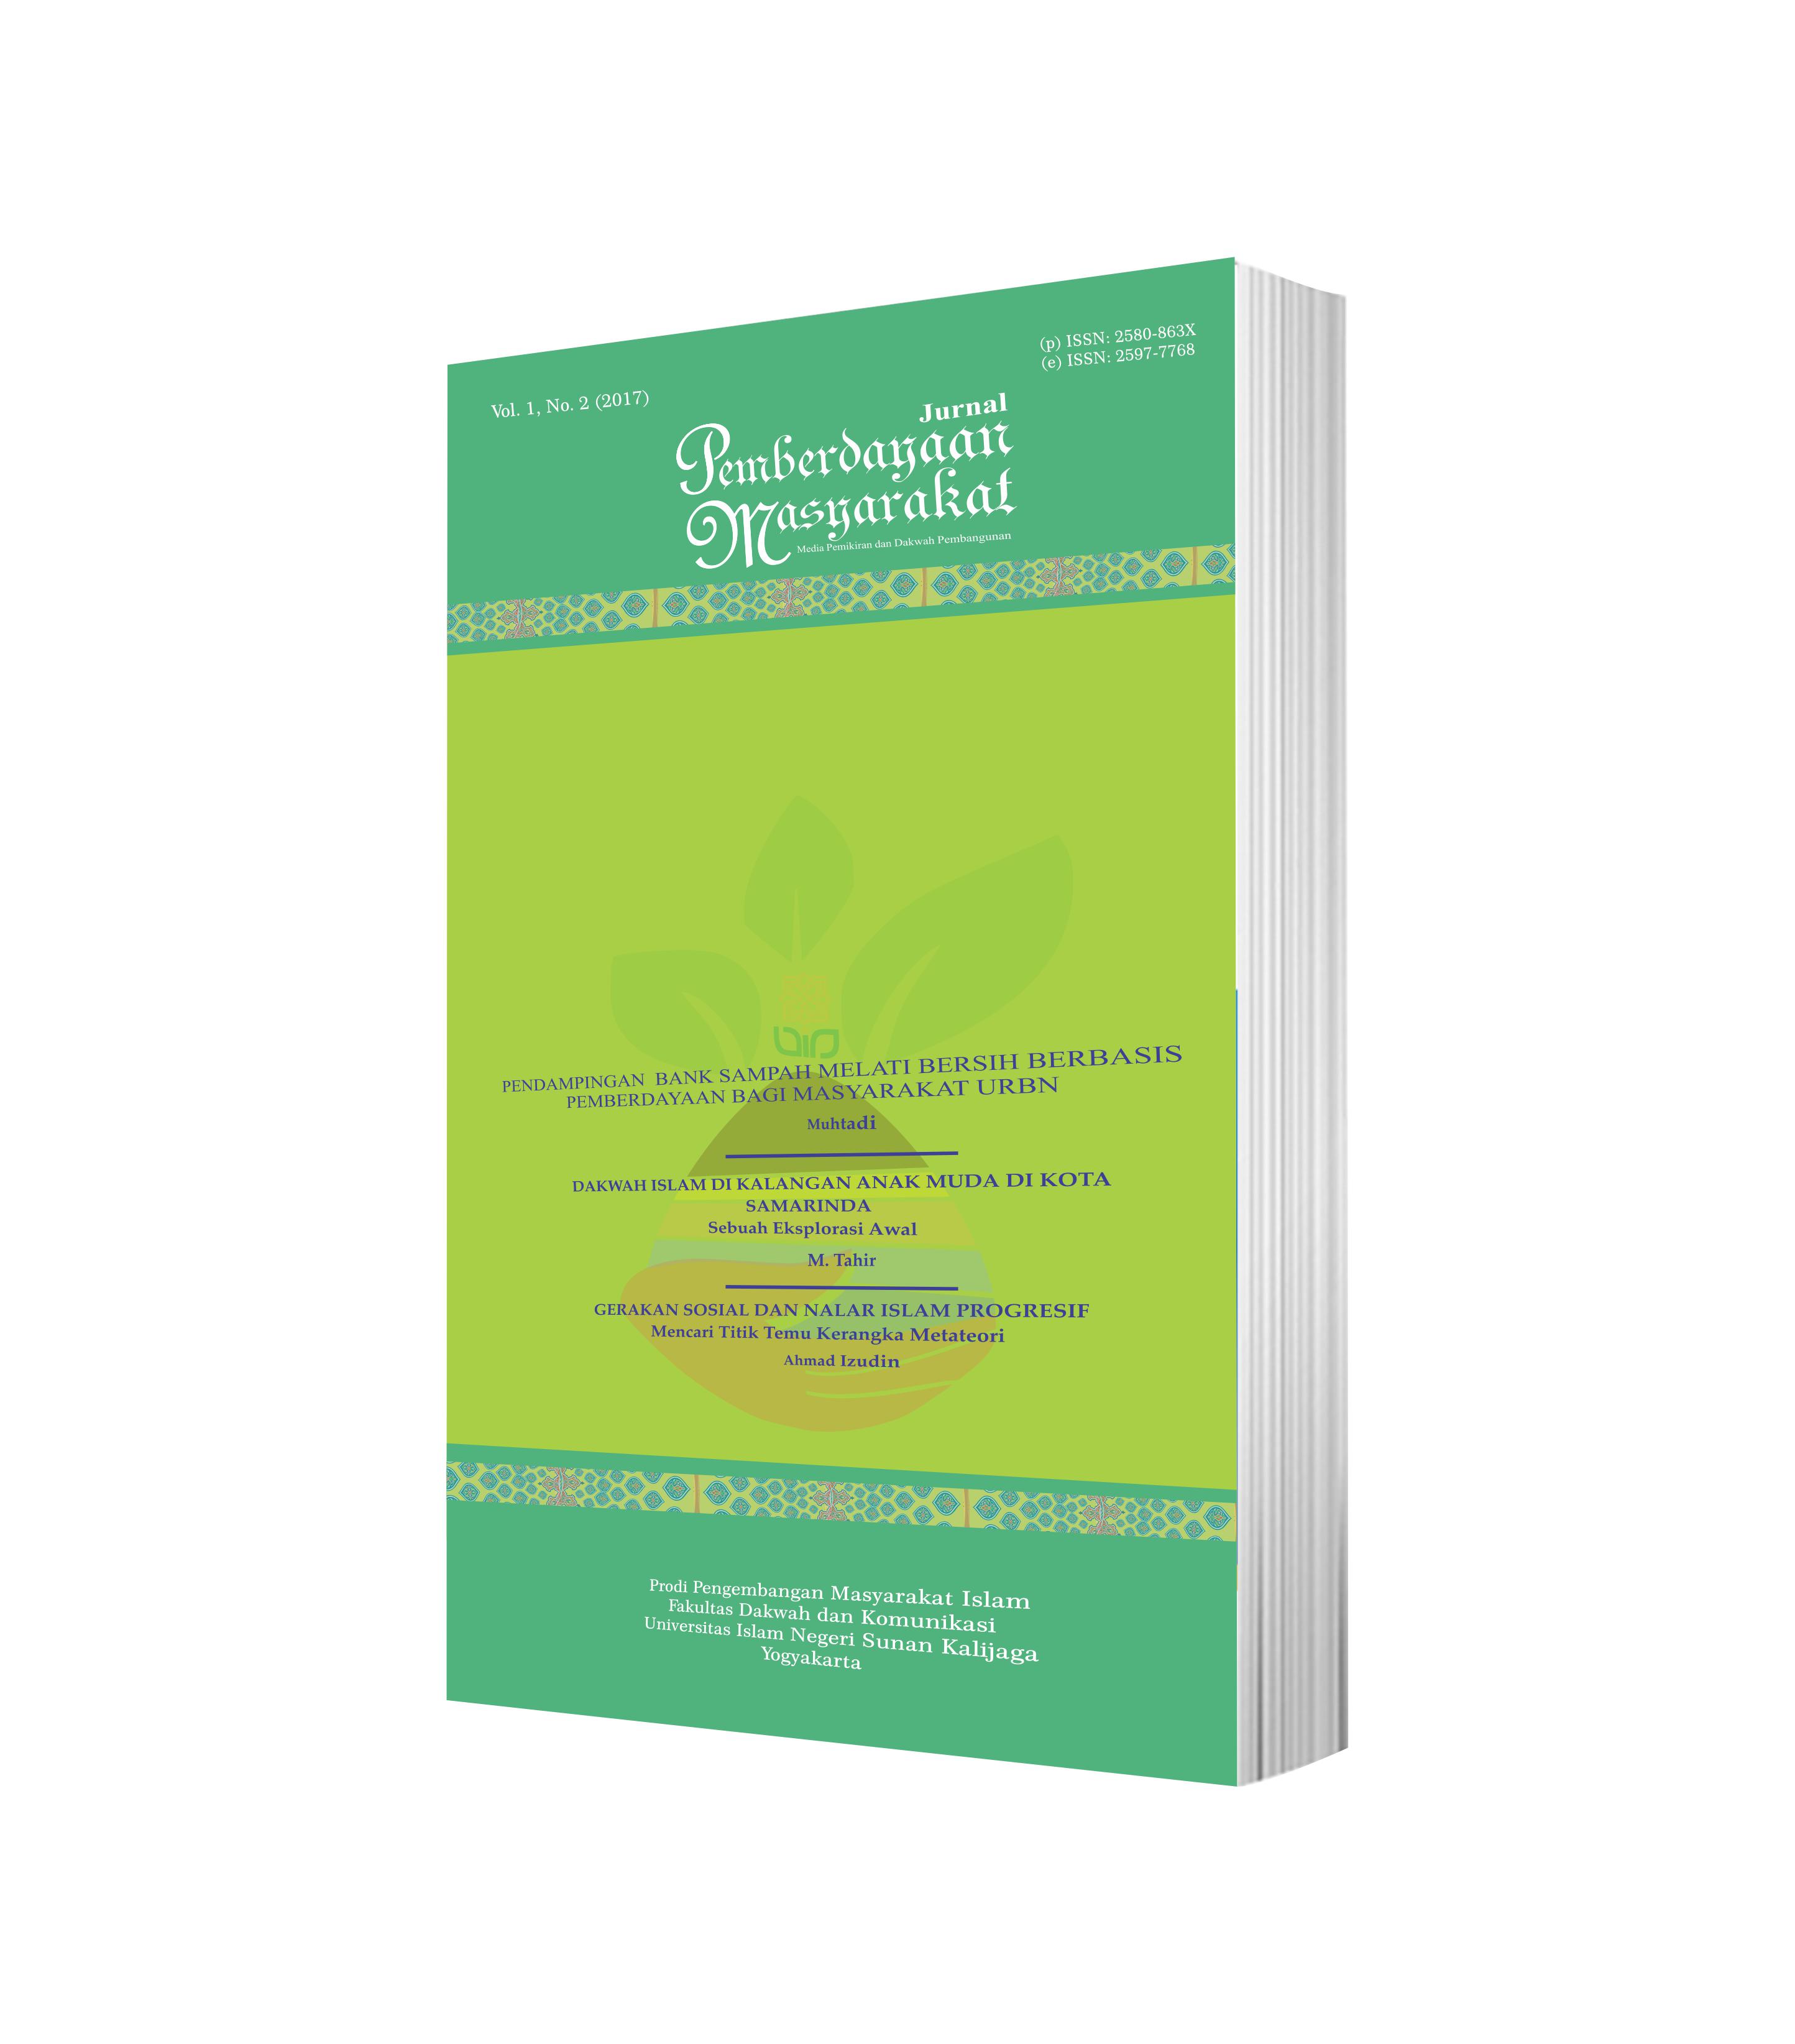 (p) ISSN: 2580-863X
(e) ISSN: 2597-7768
Vol. 1, No. 2 (2017)
Jurnal
Pemberdayaan
Masyarakat
Media Pemikiran dan Dakwah Pembangunan
PENDAMPINGAN BANK SAMPAH MELATI BERSIH BERBASIS
PEMBERDAYAAN BAGI MASYARAKAT URBN
Muhtadi
DAKWAH ISLAM DI KALANGAN ANAK MUDA DI KOTA
SAMARINDA
Sebuah Eksplorasi Awal
M. Tahir
GERAKAN SOSIAL DAN NALAR ISLAM PROGRESIF
Mencari Titik Temu Kerangka Metateori
Ahmad Izudin
Prodi Pengembangan Masyarakat Islam
Fakultas Dakwah dan Komunikasi
Universitas Islam Negeri Sunan Kalijaga
Yogyakarta